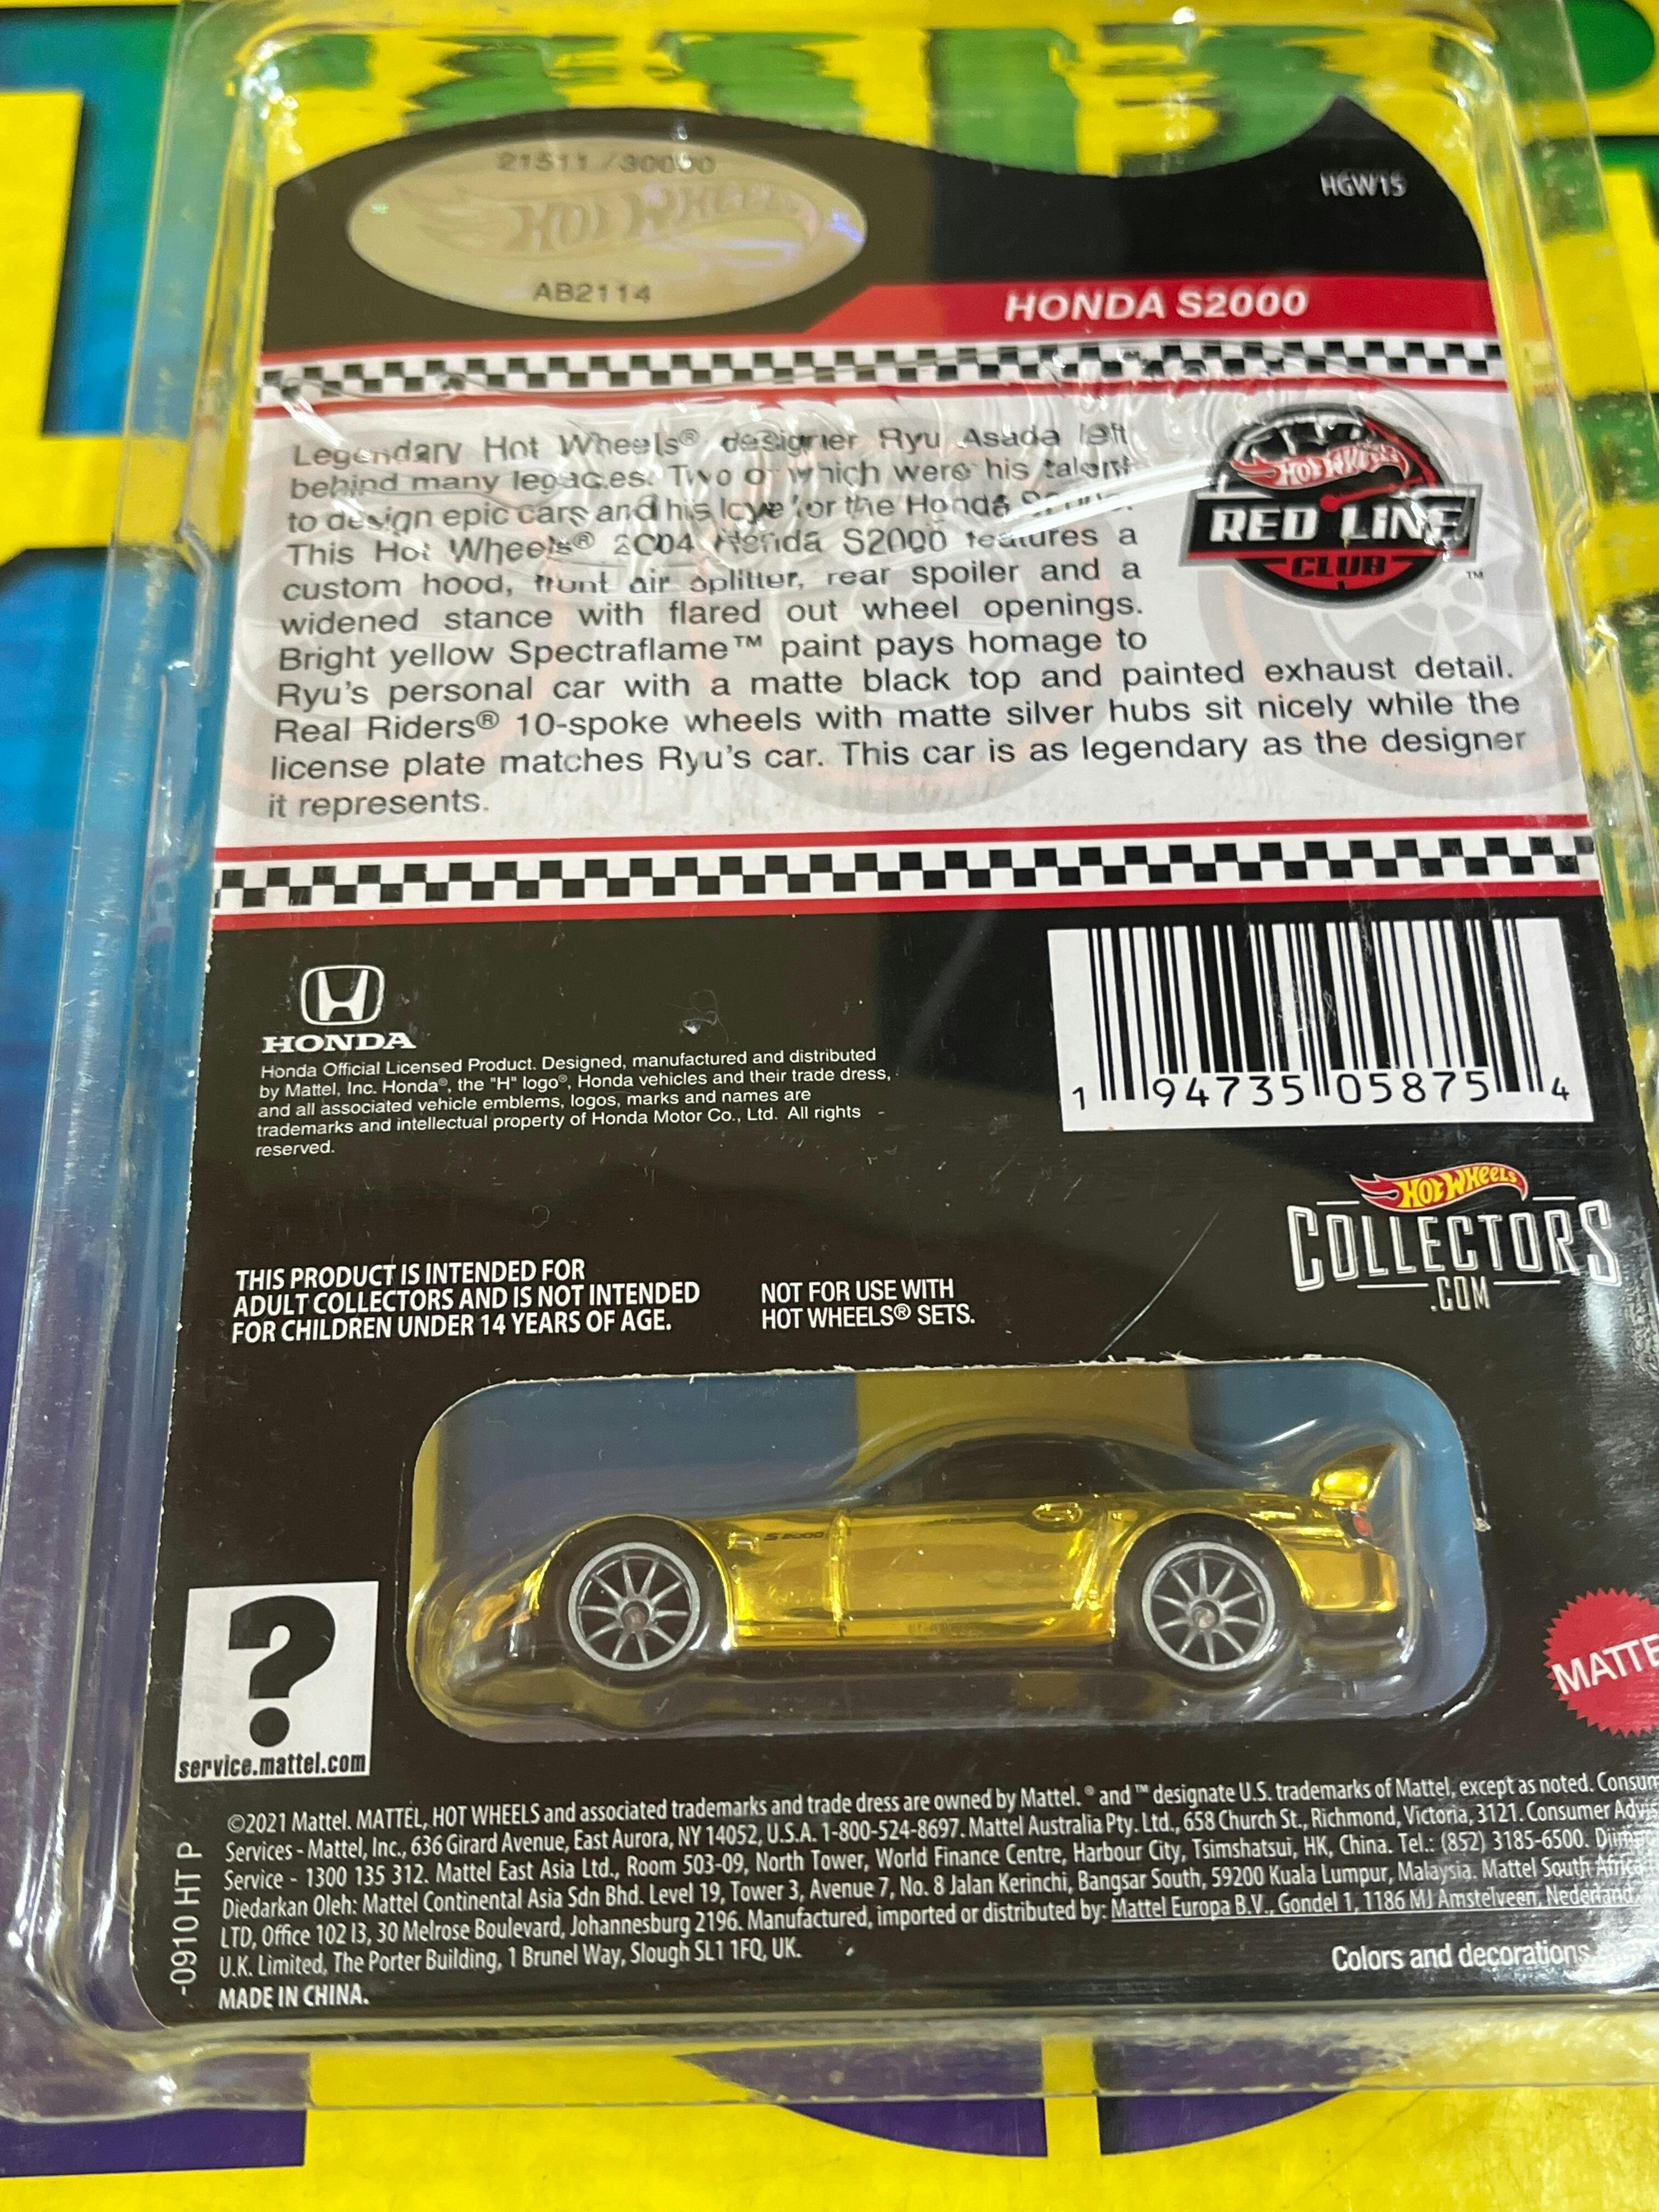 21511 / 30000
HOT WHEELS
AB2114
HGW15
HONDA S2000
Legendary Hot Wheels® designer Ryu Asada left
behind many legacies. Two of which were his talent
to design epic cars and his love for the Honda
This Hot Wheels® 2004 Honda S2000 features a
custom hood, front air splitter, rear spoiler and a
widened stance with flared out wheel openings.
Bright yellow Spectraflame™ paint pays homage to
Ryu's personal car with a matte black top and painted exhaust detail.
Real Riders® 10-spoke wheels with matte silver hubs sit nicely while the
license plate matches Ryu's car. This car is as legendary as the designer
it represents.
HOT WHEELS
RED LINE
CLUB™
HONDA
Honda Official Licensed Product. Designed, manufactured and distributed
by Mattel, Inc. Honda®, the "H" logo®, Honda vehicles and their trade dress,
and all associated vehicle emblems, logos, marks and names are
trademarks and intellectual property of Honda Motor Co., Ltd. All rights
reserved.
1 94735 05875 4
HOT WHEELS
COLLECTORS
.COM
THIS PRODUCT IS INTENDED FOR
ADULT COLLECTORS AND IS NOT INTENDED
FOR CHILDREN UNDER 14 YEARS OF AGE.
NOT FOR USE WITH
HOT WHEELS® SETS.
S2000
?
service.mattel.com
MATTE
©2021 Mattel. MATTEL, HOT WHEELS and associated trademarks and trade dress are owned by Mattel. ® and ™ designate U.S. trademarks of Mattel, except as noted. Consum
Services - Mattel, Inc., 636 Girard Avenue, East Aurora, NY 14052, U.S.A. 1-800-524-8697. Mattel Australia Pty. Ltd., 658 Church St., Richmond, Victoria, 3121. Consumer Advis
Service - 1300 135 312. Mattel East Asia Ltd., Room 503-09, North Tower, World Finance Centre, Harbour City, Tsimshatsui, HK, China. Tel.: (852) 3185-6500. Diimpo
Diedarkan Oleh: Mattel Continental Asia Sdn Bhd. Level 19, Tower 3, Avenue 7, No. 8 Jalan Kerinchi, Bangsar South, 59200 Kuala Lumpur, Malaysia. Mattel South Africa
LTD, Office 102 I3, 30 Melrose Boulevard, Johannesburg 2196. Manufactured, imported or distributed by: Mattel Europa B.V., Gondel 1, 1186 MJ Amstelveen, Nederland.
U.K. Limited, The Porter Building, 1 Brunel Way, Slough SL1 1FQ, UK.
MADE IN CHINA.
Colors and decorations
-0910 HT P